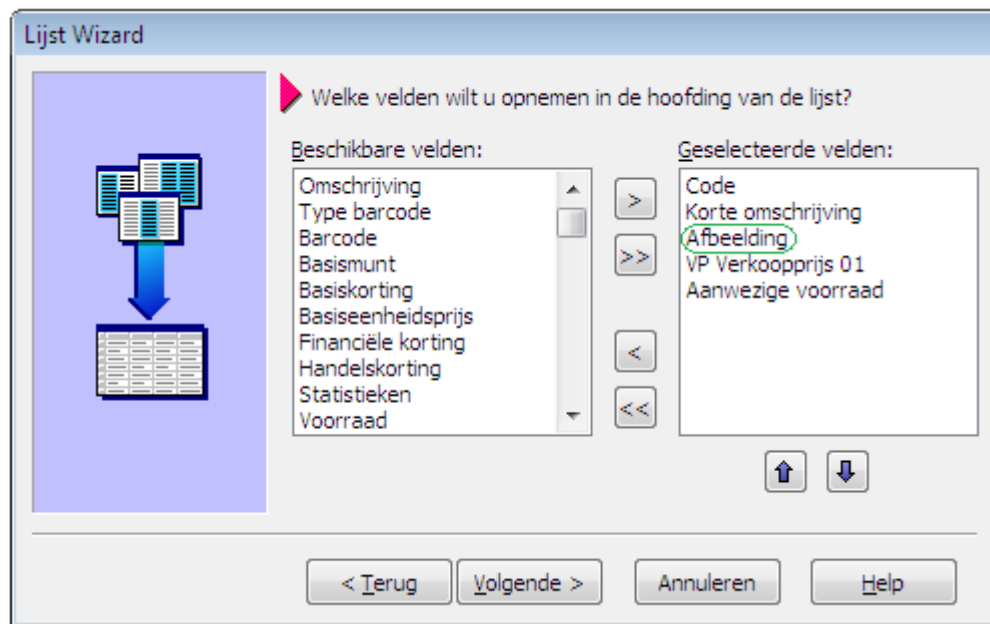 Lijst Wizard
Welke velden wilt u opnemen in de hoofding van de lijst?
Beschikbare velden:
Omschrijving
Type barcode
Barcode
Basismunt
Basiskorting
Basiseenheidsprijs
Financiële korting
Handelskorting
Statistieken
Voorraad
>
>>
<
<<
Geselecteerde velden:
Code
Korte omschrijving
Afbeelding
VP Verkoopprijs 01
Aanwezige voorraad
< Terug
Volgende >
Annuleren
Help